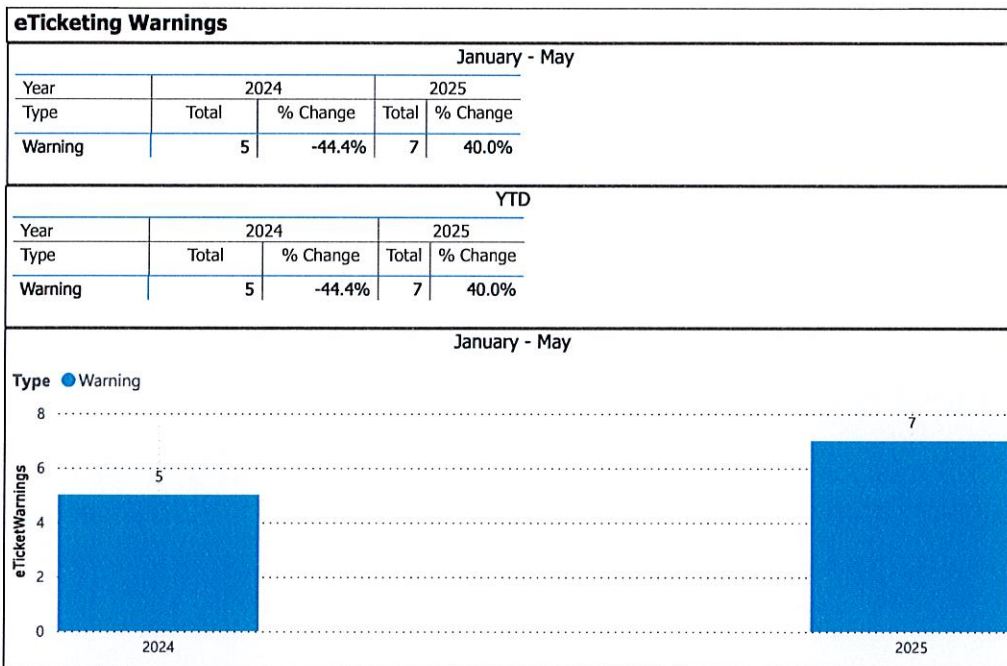 eTicketing Warnings
January - May
Year 2024 2025
Type Total % Change Total % Change
Warning 5 -44.4% 7 40.0%
YTD
Year 2024 2025
Type Total % Change Total % Change
Warning 5 -44.4% 7 40.0%
January - May
Type Warning
eTicketWarnings
8
7
6
5
4
2
0
2024 2025